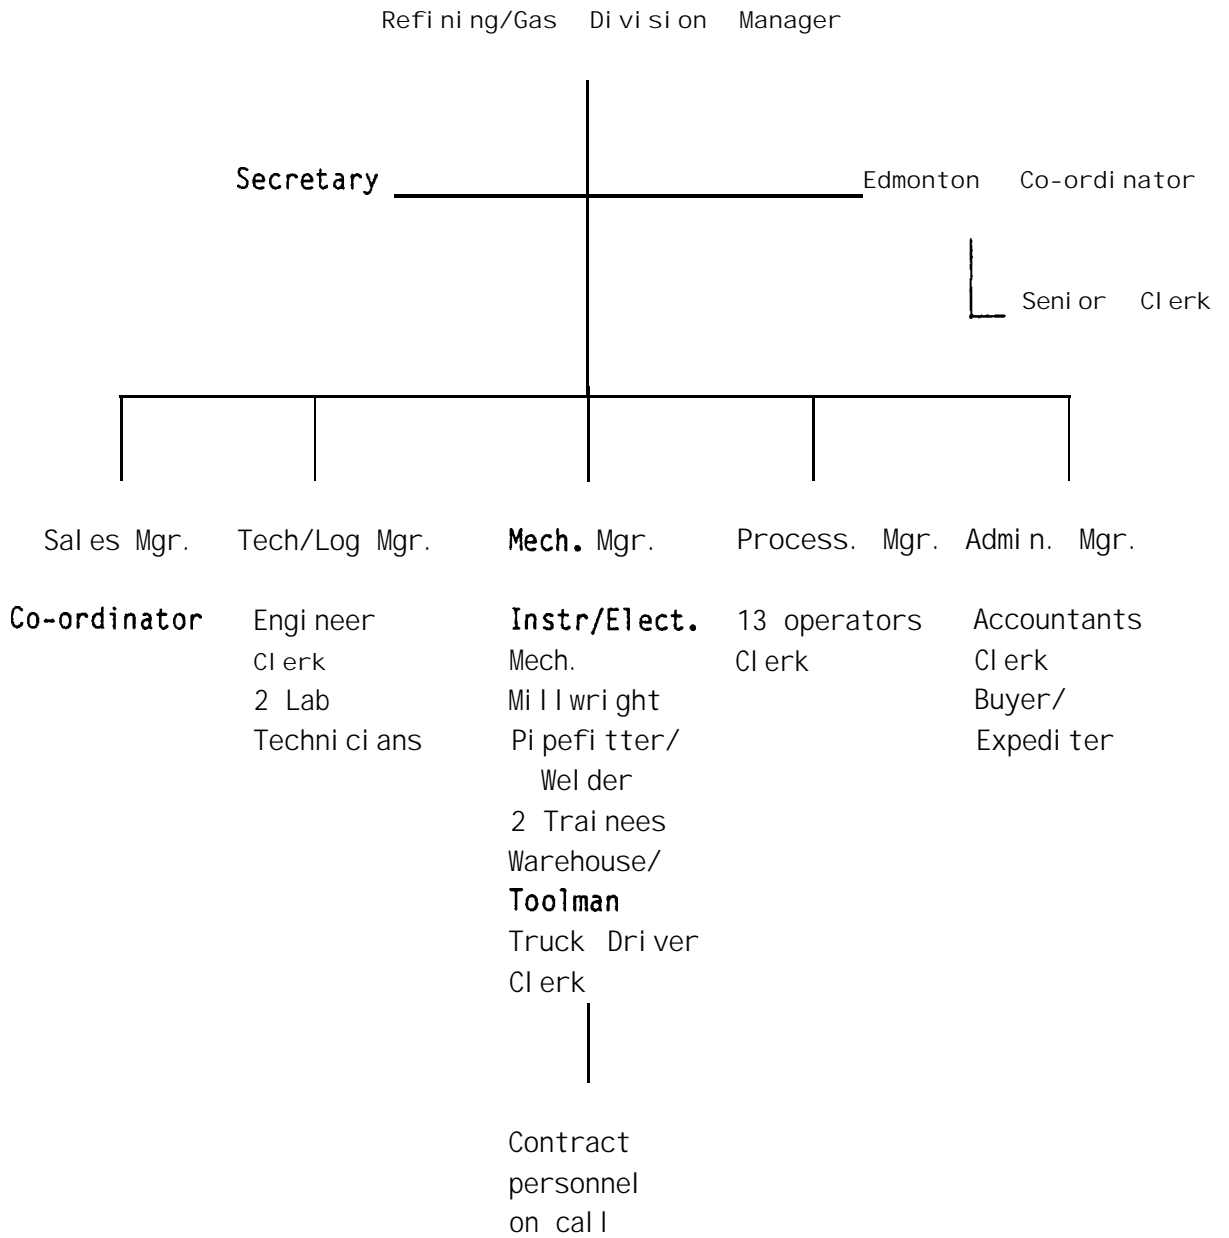 Refining/Gas Division Manager
Secretary
Edmonton Co-ordinator
Senior Clerk
Sales Mgr.
Tech/Log Mgr.
Mech. Mgr.
Process. Mgr.
Admin. Mgr.
Co-ordinator
Engineer
Clerk
2 Lab
Technicians
Instr/Elect.
Mech.
Millwright
Pipefitter/
Welder
2 Trainees
Warehouse/
Toolman
Truck Driver
Clerk
13 operators
Clerk
Accountants
Clerk
Buyer/
Expediter
Contract
personnel
on call